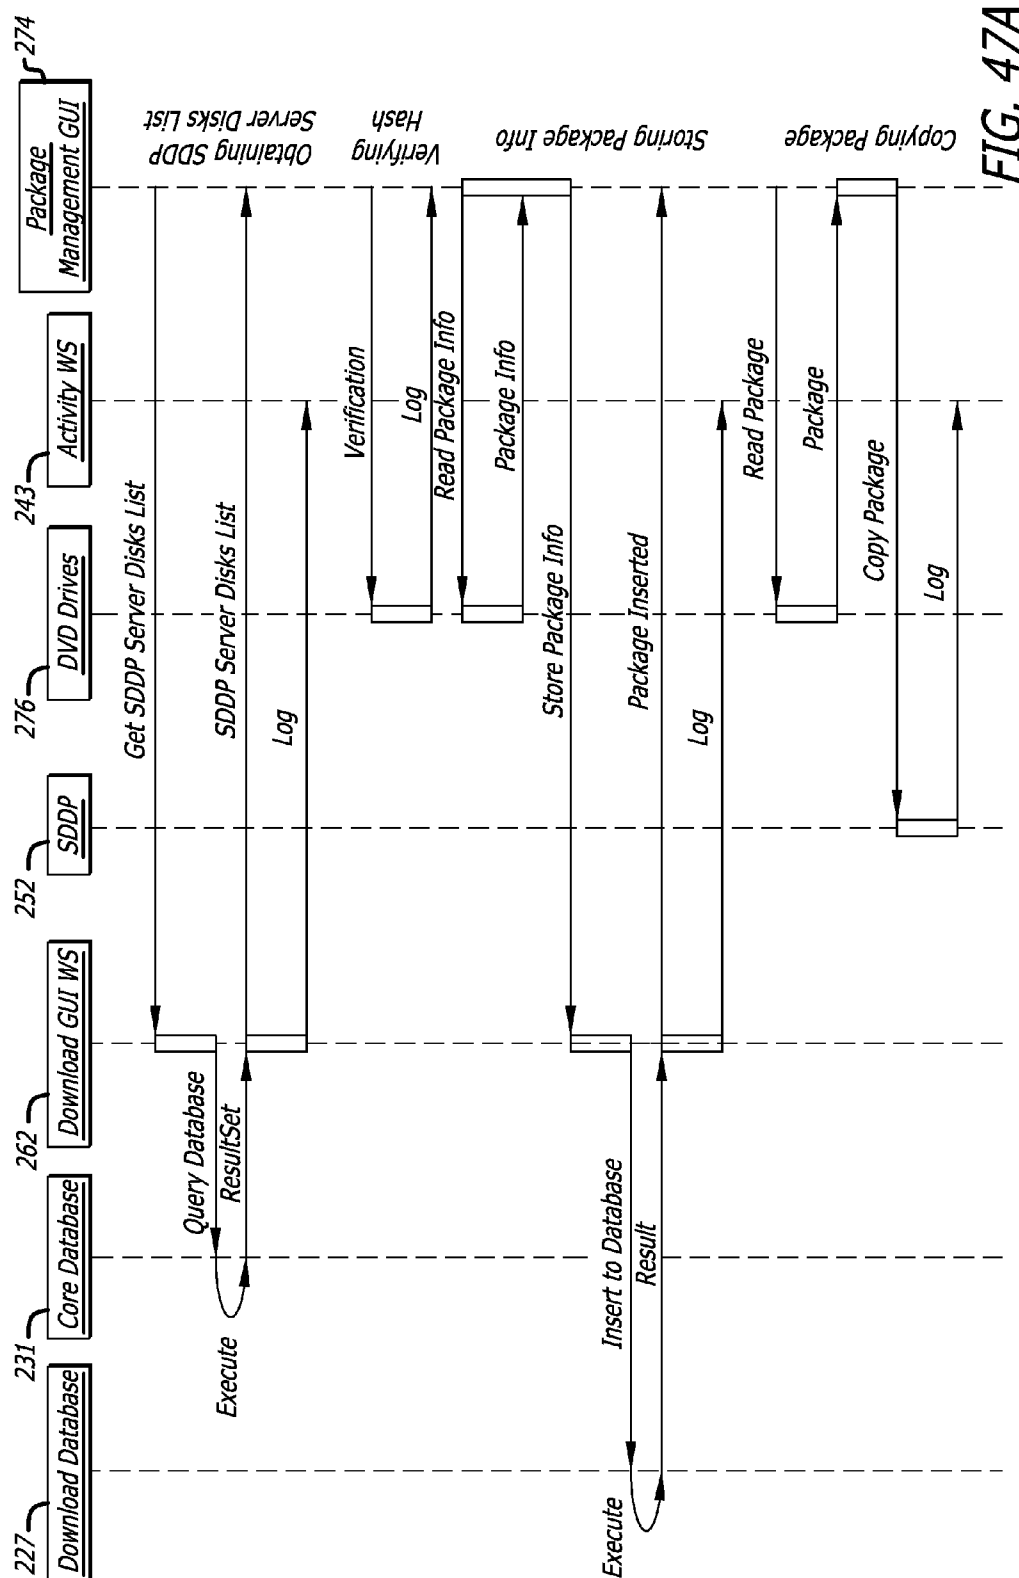 227
Download Database
231
Core Database
262
Download GUI WS
252
SDDP
276
DVD Drives
243
Activity WS
274
Package
Management GUI
Get SDDP Server Disks List
Query Database
Execute
ResultSet
SDDP Server Disks List
Log
Obtaining SDDP
Server Disks List
Verification
Log
Verifying
Hash
Read Package Info
Package Info
Store Package Info
Insert to Database
Execute
Result
Package Inserted
Log
Storing Package Info
Read Package
Package
Copy Package
Log
Copying Package
FIG. 47A